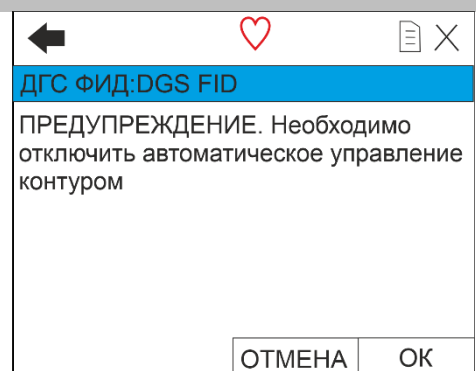 ДГС ФИД:DGS FID
ПРЕДУПРЕЖДЕНИЕ. Необходимо
отключить автоматическое управление
контуром
ОТМЕНА
ОК